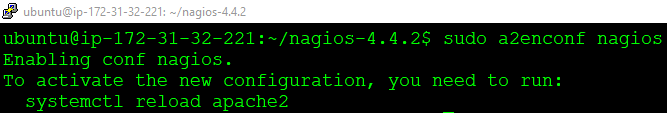 ubuntu@ip-172-31-32-221: ~/nagios-4.4.2
ubuntu@ip-172-31-32-221:~/nagios-4.4.2$ sudo a2enconf nagios
Enabling conf nagios.
To activate the new configuration, you need to run:
  systemctl reload apache2